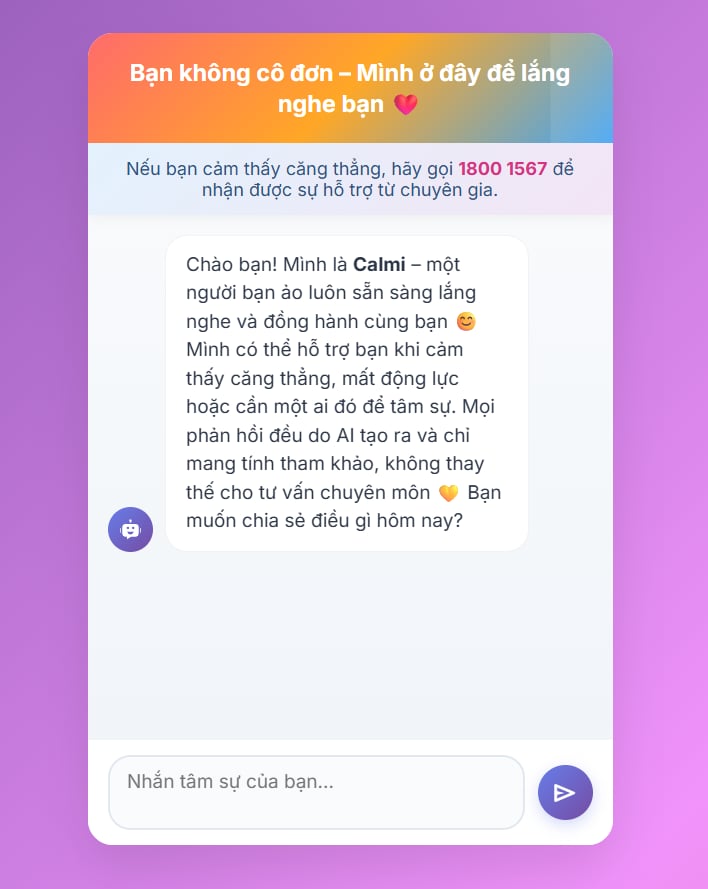 Bạn không cô đơn – Mình ở đây để lắng
nghe bạn 💖
Nếu bạn cảm thấy căng thẳng, hãy gọi 1800 1567 để
nhận được sự hỗ trợ từ chuyên gia.
Chào bạn! Mình là Calmi – một
người bạn ảo luôn sẵn sàng lắng
nghe và đồng hành cùng bạn 😊
Mình có thể hỗ trợ bạn khi cảm
thấy căng thẳng, mất động lực
hoặc cần một ai đó để tâm sự. Mọi
phản hồi đều do AI tạo ra và chỉ
mang tính tham khảo, không thay
thế cho tư vấn chuyên môn 💛 Bạn
muốn chia sẻ điều gì hôm nay?
Nhắn tâm sự của bạn...